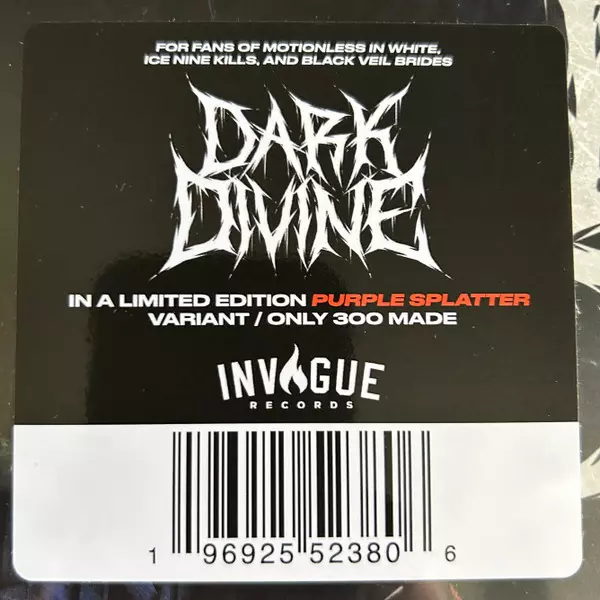 FOR FANS OF MOTIONLESS IN WHITE,
ICE NINE KILLS, AND BLACK VEIL BRIDES
DARK
DIVINE
IN A LIMITED EDITION PURPLE SPLATTER
VARIANT / ONLY 300 MADE
INVOGUE
RECORDS
1 96925 52380 6